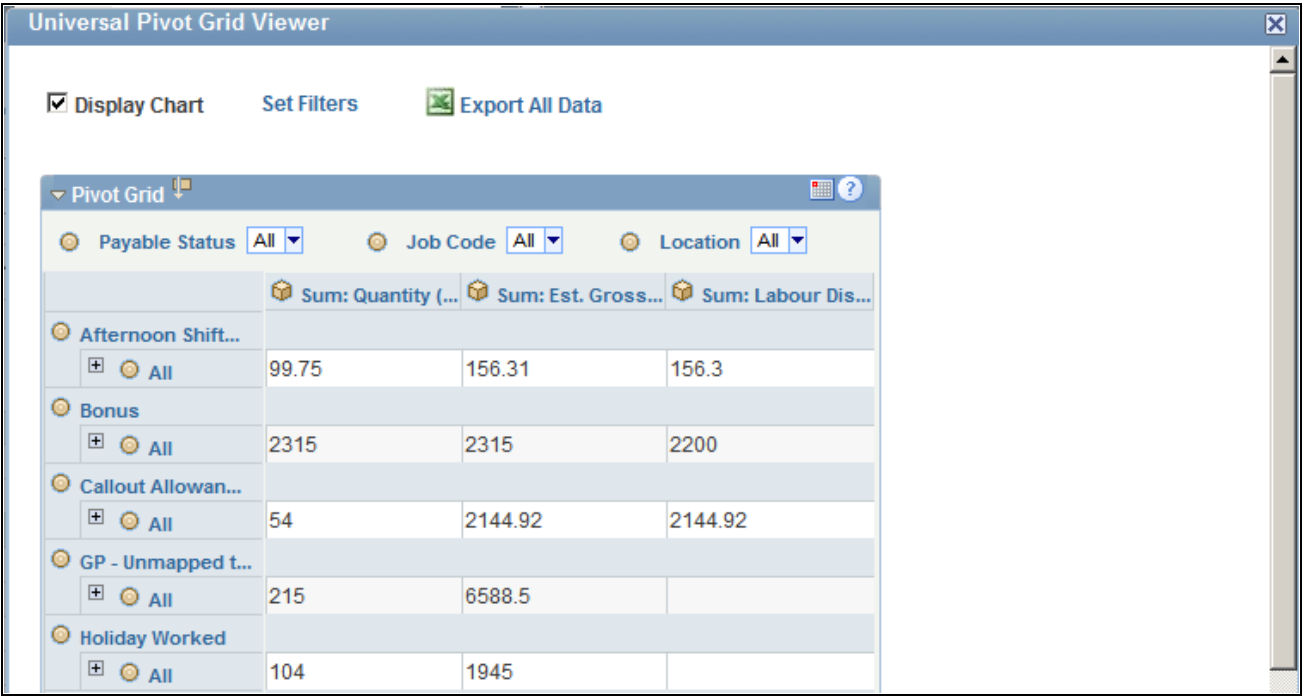 Universal Pivot Grid Viewer
Display Chart Set Filters Export All Data
Pivot Grid ?
Payable Status All Job Code All Location All
Sum: Quantity (... Sum: Est. Gross... Sum: Labour Dis...
Afternoon Shift...
All 99.75 156.31 156.3
Bonus
All 2315 2315 2200
Callout Allowan...
All 54 2144.92 2144.92
GP - Unmapped t...
All 215 6588.5
Holiday Worked
All 104 1945